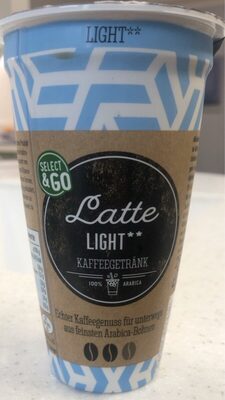 LIGHT**
SELECT
&GO
Latte
LIGHT**
KAFFEEGETRÄNK
100% ARABICA
Echter Kaffeegenuss für unterwegs
aus feinsten Arabica-Bohnen